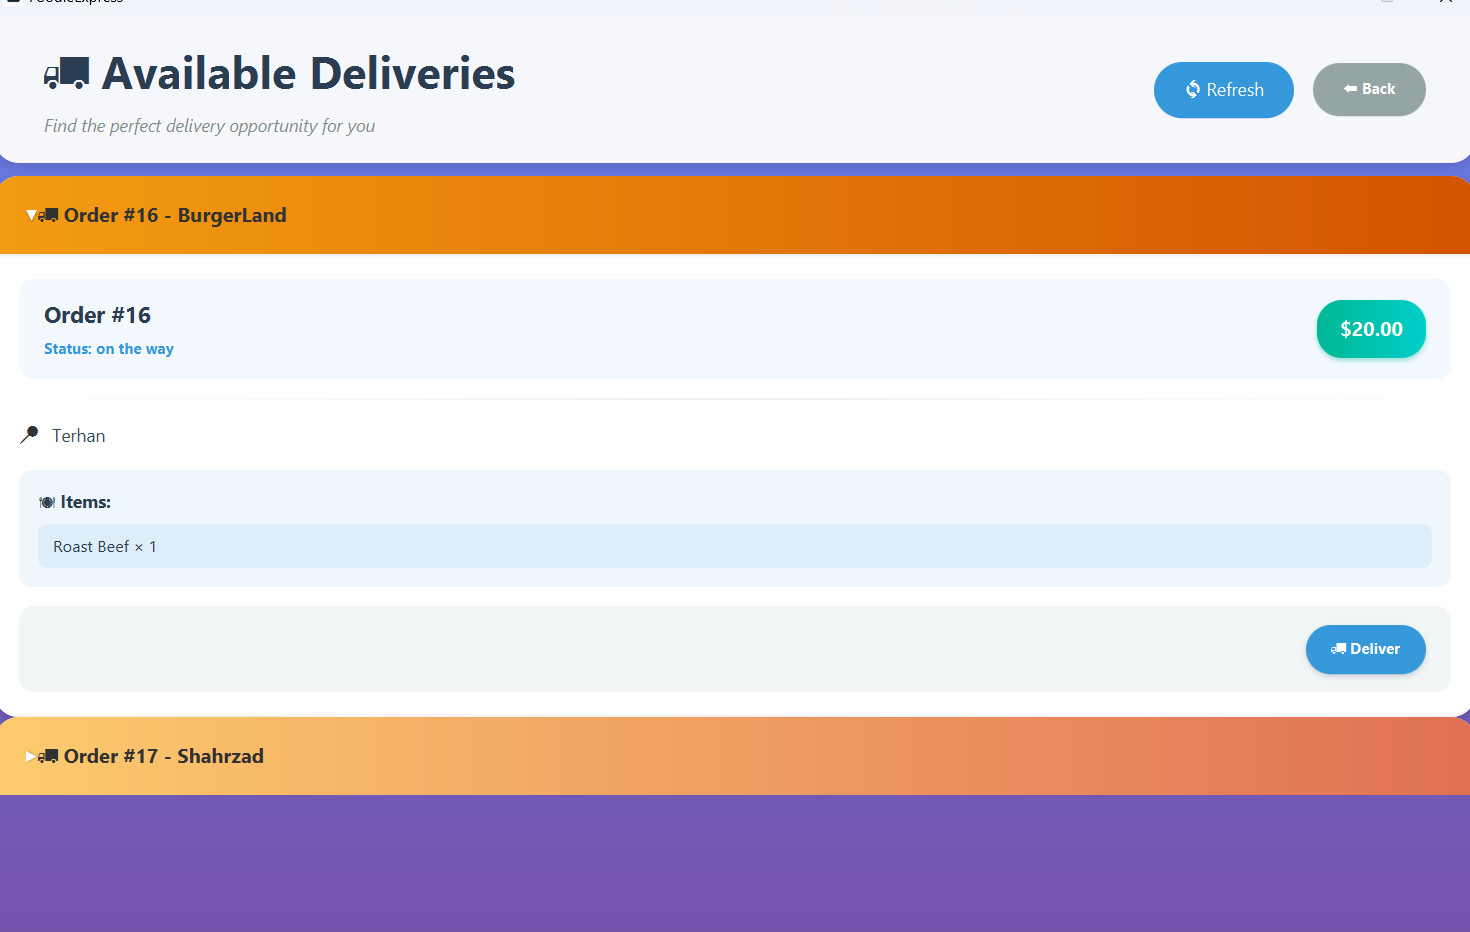 FoodieExpress
Available Deliveries
Find the perfect delivery opportunity for you
Refresh
Back
Order #16 - BurgerLand
Order #16
Status: on the way
$20.00
Terhan
Items:
Roast Beef × 1
Deliver
Order #17 - Shahrzad